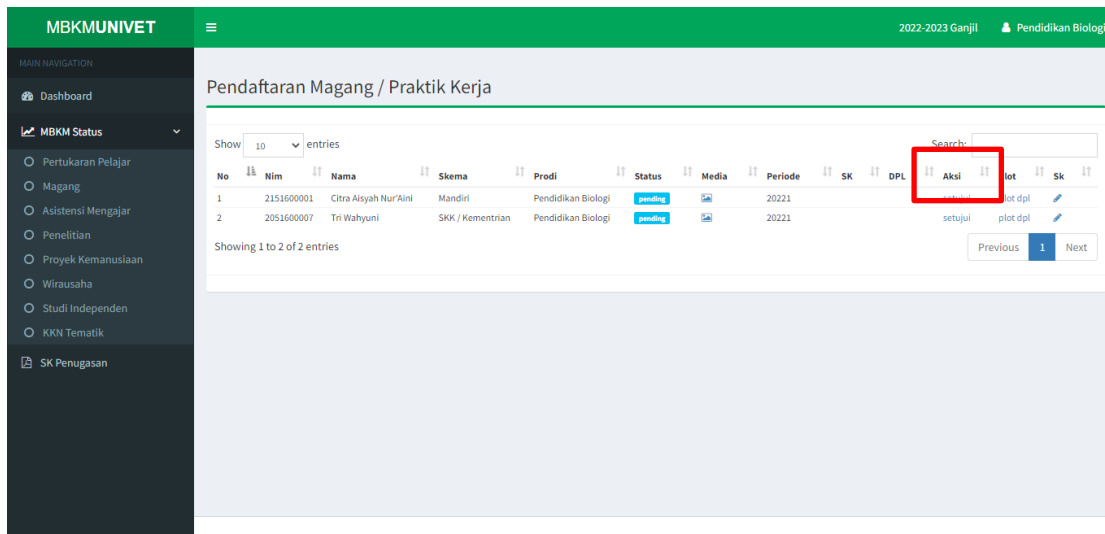 MBKMUNIVET
2022-2023 Ganjil Pendidikan Biologi
MAIN NAVIGATION
Dashboard
MBKM Status
Pertukaran Pelajar
Magang
Asistensi Mengajar
Penelitian
Proyek Kemanusiaan
Wirausaha
Studi Independen
KKN Tematik
SK Penugasan
Pendaftaran Magang / Praktik Kerja
Show 10 entries Search:
No Nim Nama Skema Prodi Status Media Periode SK DPL Aksi Plot Sk
1 2151600001 Citra Aisyah Nur'Aini Mandiri Pendidikan Biologi pending 20221 setujui plot dpl
2 2051600007 Tri Wahyuni SKK / Kementrian Pendidikan Biologi pending 20221 setujui plot dpl
Showing 1 to 2 of 2 entries Previous 1 Next